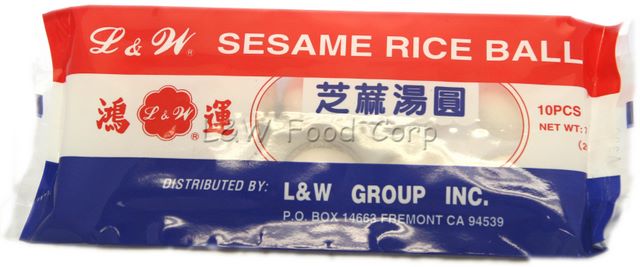 L & W® SESAME RICE BALL
芝蔴湯圓
鴻 L & W® 運
10PCS
NET WT:
L&W Food Corp
DISTRIBUTED BY: L&W GROUP INC.
P.O. BOX 14663 FREMONT CA 94539